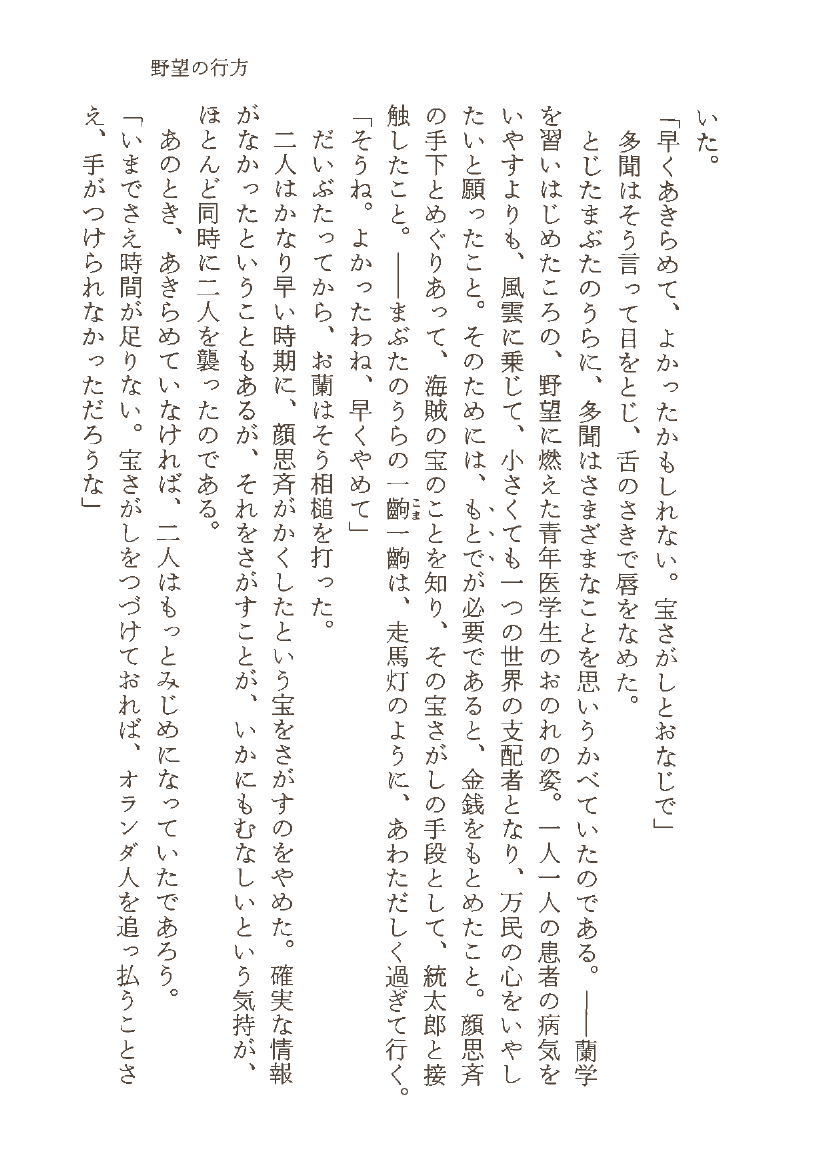 野望の行方
いた。
「早くあきらめて、よかったかもしれない。宝さがしとおなじで」
多聞はそう言って目をとじ、舌のさきで唇をなめた。
とじたまぶたのうらに、多聞はさまざまなことを思いうかべていたのである。――蘭学
を習いはじめたころの、野望に燃えた青年医学生のおのれの姿。一人一人の患者の病気を
いやすよりも、風雲に乗じて、小さくても一つの世界の支配者となり、万民の心をいやし
たいと願ったこと。そのためには、もとでが必要であると、金銭をもとめたこと。顔思斉
の手下とめぐりあって、海賊の宝のことを知り、その宝さがしの手段として、統太郎と接
触したこと。――まぶたのうらの一齣一齣は、走馬灯のように、あわただしく過ぎて行く。
「そうね。よかったわね、早くやめて」
だいぶたってから、お蘭はそう相槌を打った。
二人はかなり早い時期に、顔思斉がかくしたという宝をさがすのをやめた。確実な情報
がなかったということもあるが、それをさがすことが、いかにもむなしいという気持が、
ほとんど同時に二人を襲ったのである。
あのとき、あきらめていなければ、二人はもっとみじめになっていたであろう。
「いまでさえ時間が足りない。宝さがしをつづけておれば、オランダ人を追っ払うことさ
え、手がつけられなかっただろうな」